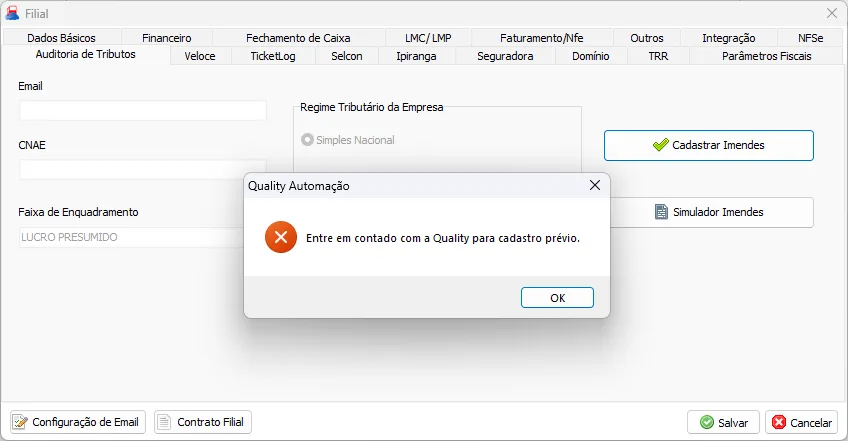 Filial
Dados Básicos Financeiro Fechamento de Caixa LMC/ LMP Faturamento/Nfe Outros Integração NFSe
Auditoria de Tributos Veloce TicketLog Selcon Ipiranga Seguradora Domínio TRR Parâmetros Fiscais
Email
Regime Tributário da Empresa
Simples Nacional
Cadastrar Imendes
CNAE
Quality Automação
Faixa de Enquadramento
Simulador Imendes
LUCRO PRESUMIDO
Entre em contado com a Quality para cadastro prévio.
OK
Configuração de Email Contrato Filial Salvar Cancelar